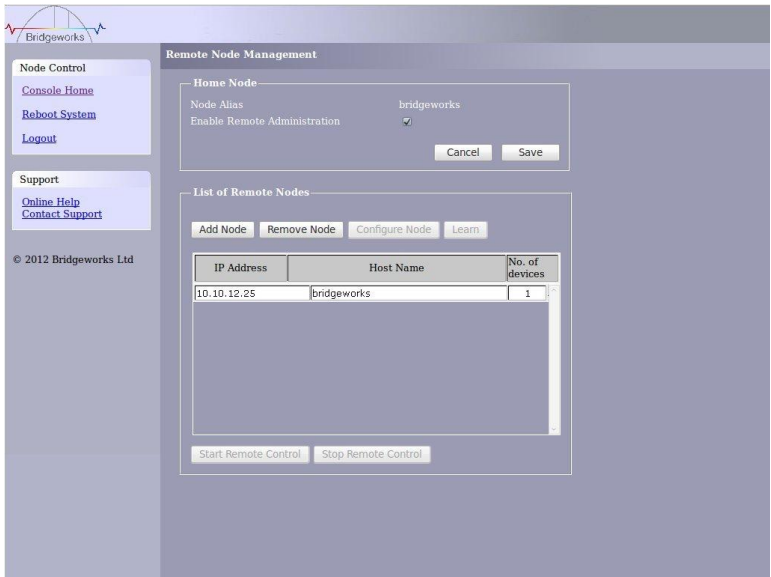 Bridgeworks
Node Control
Console Home
Reboot System
Logout
Support
Online Help
Contact Support
© 2012 Bridgeworks Ltd
Remote Node Management
Home Node
Node Alias bridgeworks
Enable Remote Administration
Cancel Save
List of Remote Nodes
Add Node Remove Node Configure Node Learn
IP Address Host Name No. of devices
10.10.12.25 bridgeworks 1
Start Remote Control Stop Remote Control